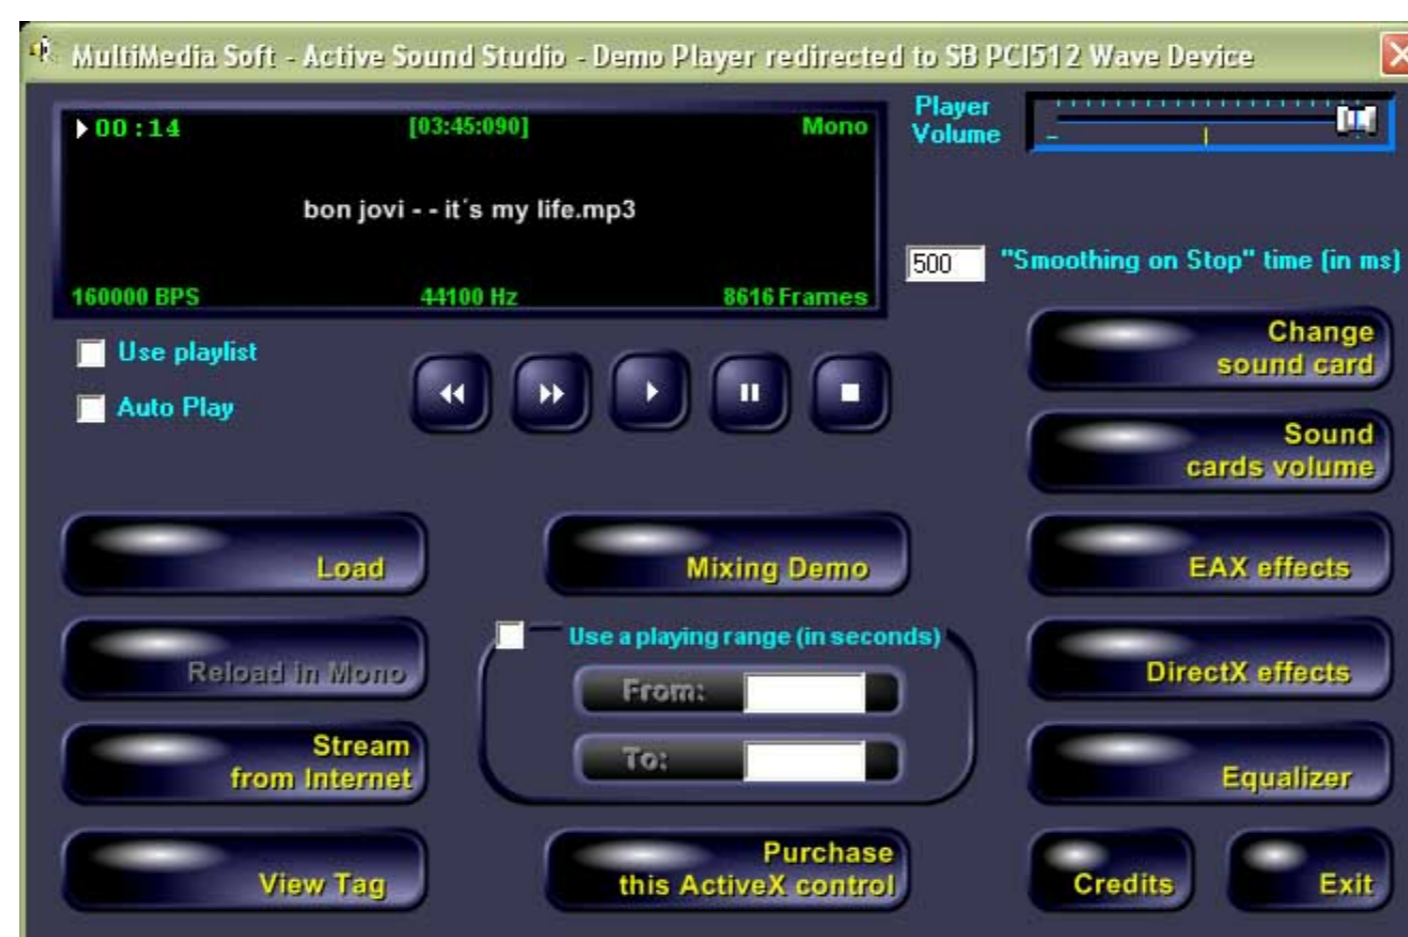 MultiMedia Soft - Active Sound Studio - Demo Player redirected to SB PCI512 Wave Device
00:14 [03:45:090] Mono
bon jovi - - it´s my life.mp3
160000 BPS 44100 Hz 8616 Frames
Player
Volume
500 "Smoothing on Stop" time (in ms)
Use playlist
Auto Play
Change
sound card
Sound
cards volume
Load
Mixing Demo
EAX effects
Reload in Mono
Use a playing range (in seconds)
From:
To:
DirectX effects
Stream
from Internet
Equalizer
View Tag
Purchase
this ActiveX control
Credits
Exit